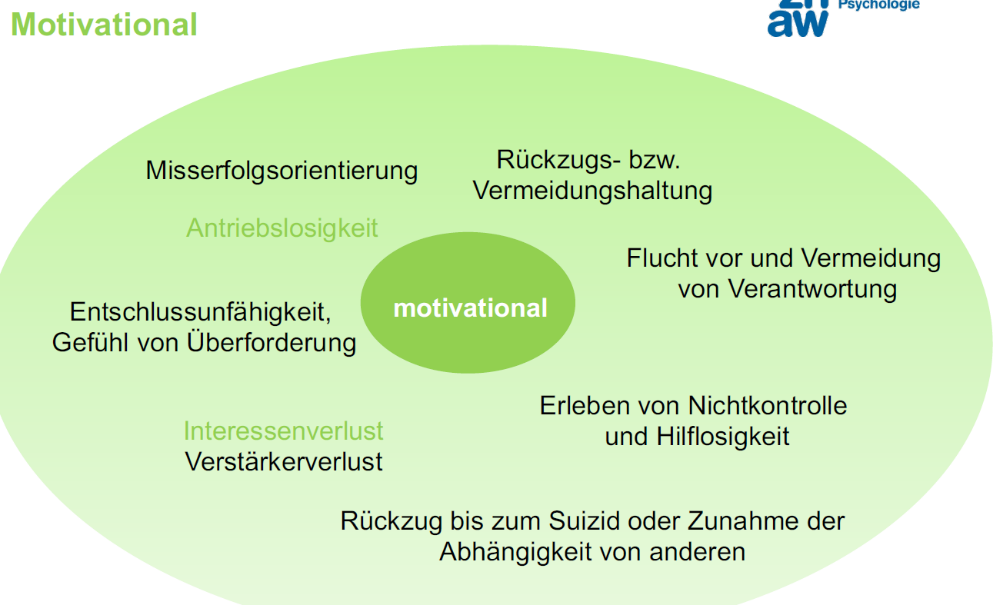 Motivational
zh
aw
Psychologie
Misserfolgsorientierung
Rückzugs- bzw.
Vermeidungshaltung
Antriebslosigkeit
Flucht vor und Vermeidung
von Verantwortung
motivational
Entschlussunfähigkeit,
Gefühl von Überforderung
Erleben von Nichtkontrolle
und Hilflosigkeit
Interessenverlust
Verstärkerverlust
Rückzug bis zum Suizid oder Zunahme der
Abhängigkeit von anderen